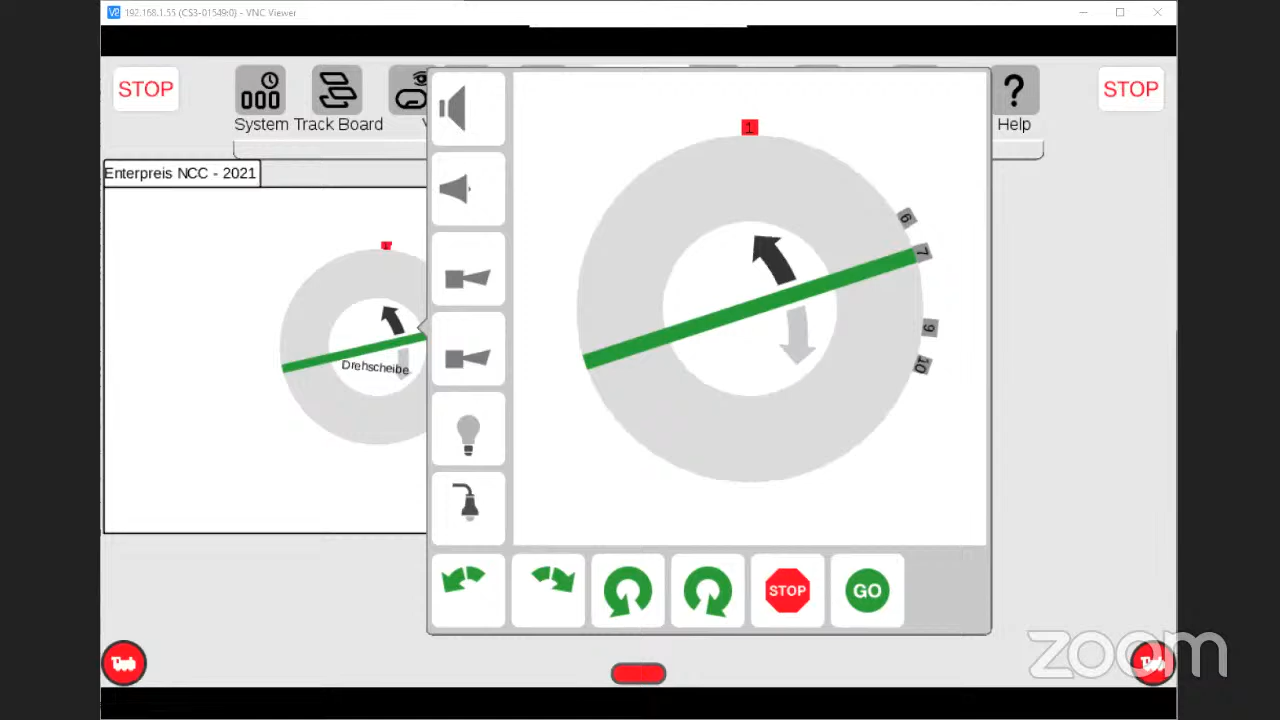 192.168.1.55 (CS3-01549:0) - VNC Viewer
STOP
STOP
System
Track Board
Help
Enterpreis NCC - 2021
1
1
6
7
9
10
Drehscheibe
STOP
GO
zoom